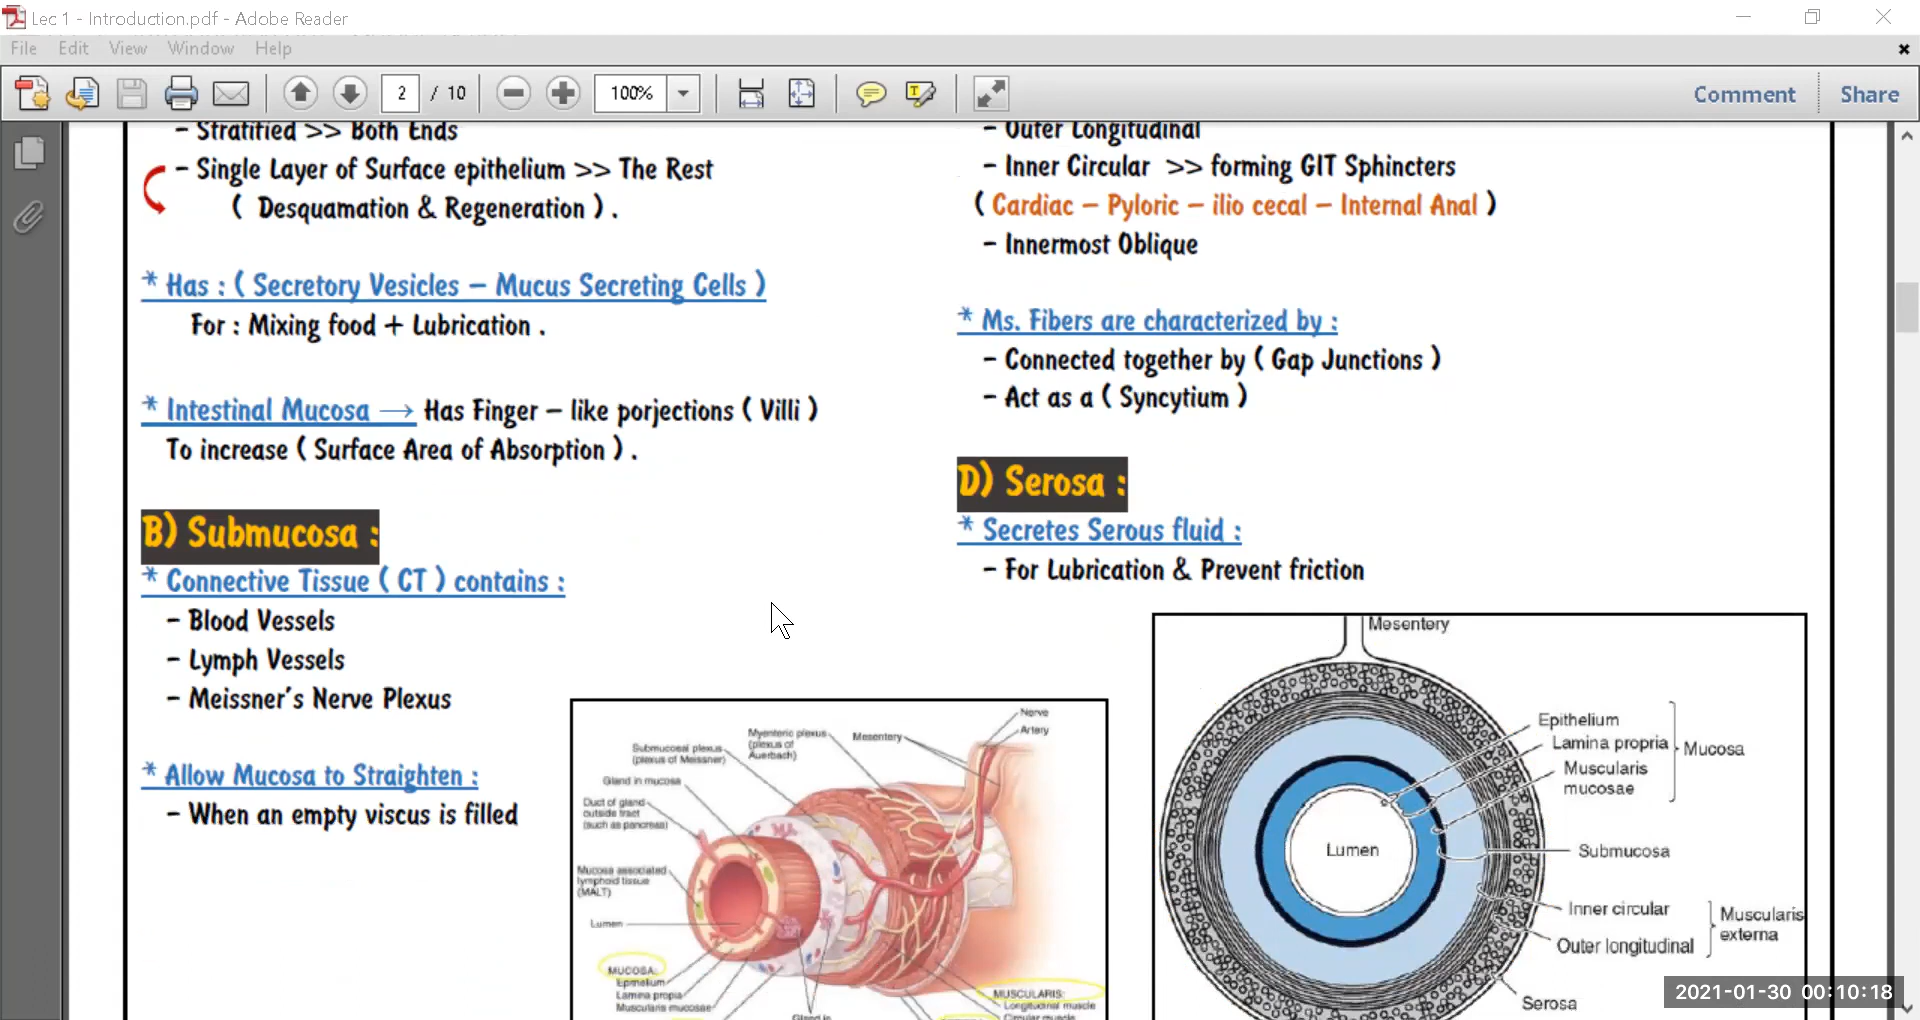 Lec 1 - Introduction.pdf - Adobe Reader
File Edit View Window Help
2 / 10
100%
Comment Share
- Stratified >> Both Ends
- Single Layer of Surface epithelium >> The Rest
( Desquamation & Regeneration ) .
* Has : ( Secretory Vesicles – Mucus Secreting Cells )
For : Mixing food + Lubrication .
* Intestinal Mucosa → Has Finger – like porjections ( Villi )
To increase ( Surface Area of Absorption ) .
B) Submucosa :
* Connective Tissue ( CT ) contains :
- Blood Vessels
- Lymph Vessels
- Meissner's Nerve Plexus
* Allow Mucosa to Straighten :
- When an empty viscus is filled
- Outer Longitudinal
- Inner Circular >> forming GIT Sphincters
( Cardiac – Pyloric – ilio cecal – Internal Anal )
- Innermost Oblique
* Ms. Fibers are characterized by :
- Connected together by ( Gap Junctions )
- Act as a ( Syncytium )
D) Serosa :
* Secretes Serous fluid :
- For Lubrication & Prevent friction
Nerve
Artery
Mesentery
Myenteric plexus
(plexus of
Auerbach)
Submucosal plexus
(plexus of Meissner)
Gland in mucosa
Duct of gland
outside tract
(such as pancreas)
Mucosa associated
lymphoid tissue
(MALT)
Lumen
MUCOSA:
Epithelium
Lamina propia
Muscularis mucosae
Gland in
MUSCULARIS:
Longitudinal muscle
Circular muscle
Mesentery
Epithelium
Lamina propria
Muscularis
mucosae
Mucosa
Lumen
Submucosa
Inner circular
Outer longitudinal
Muscularis
externa
Serosa
2021-01-30 00:10:18